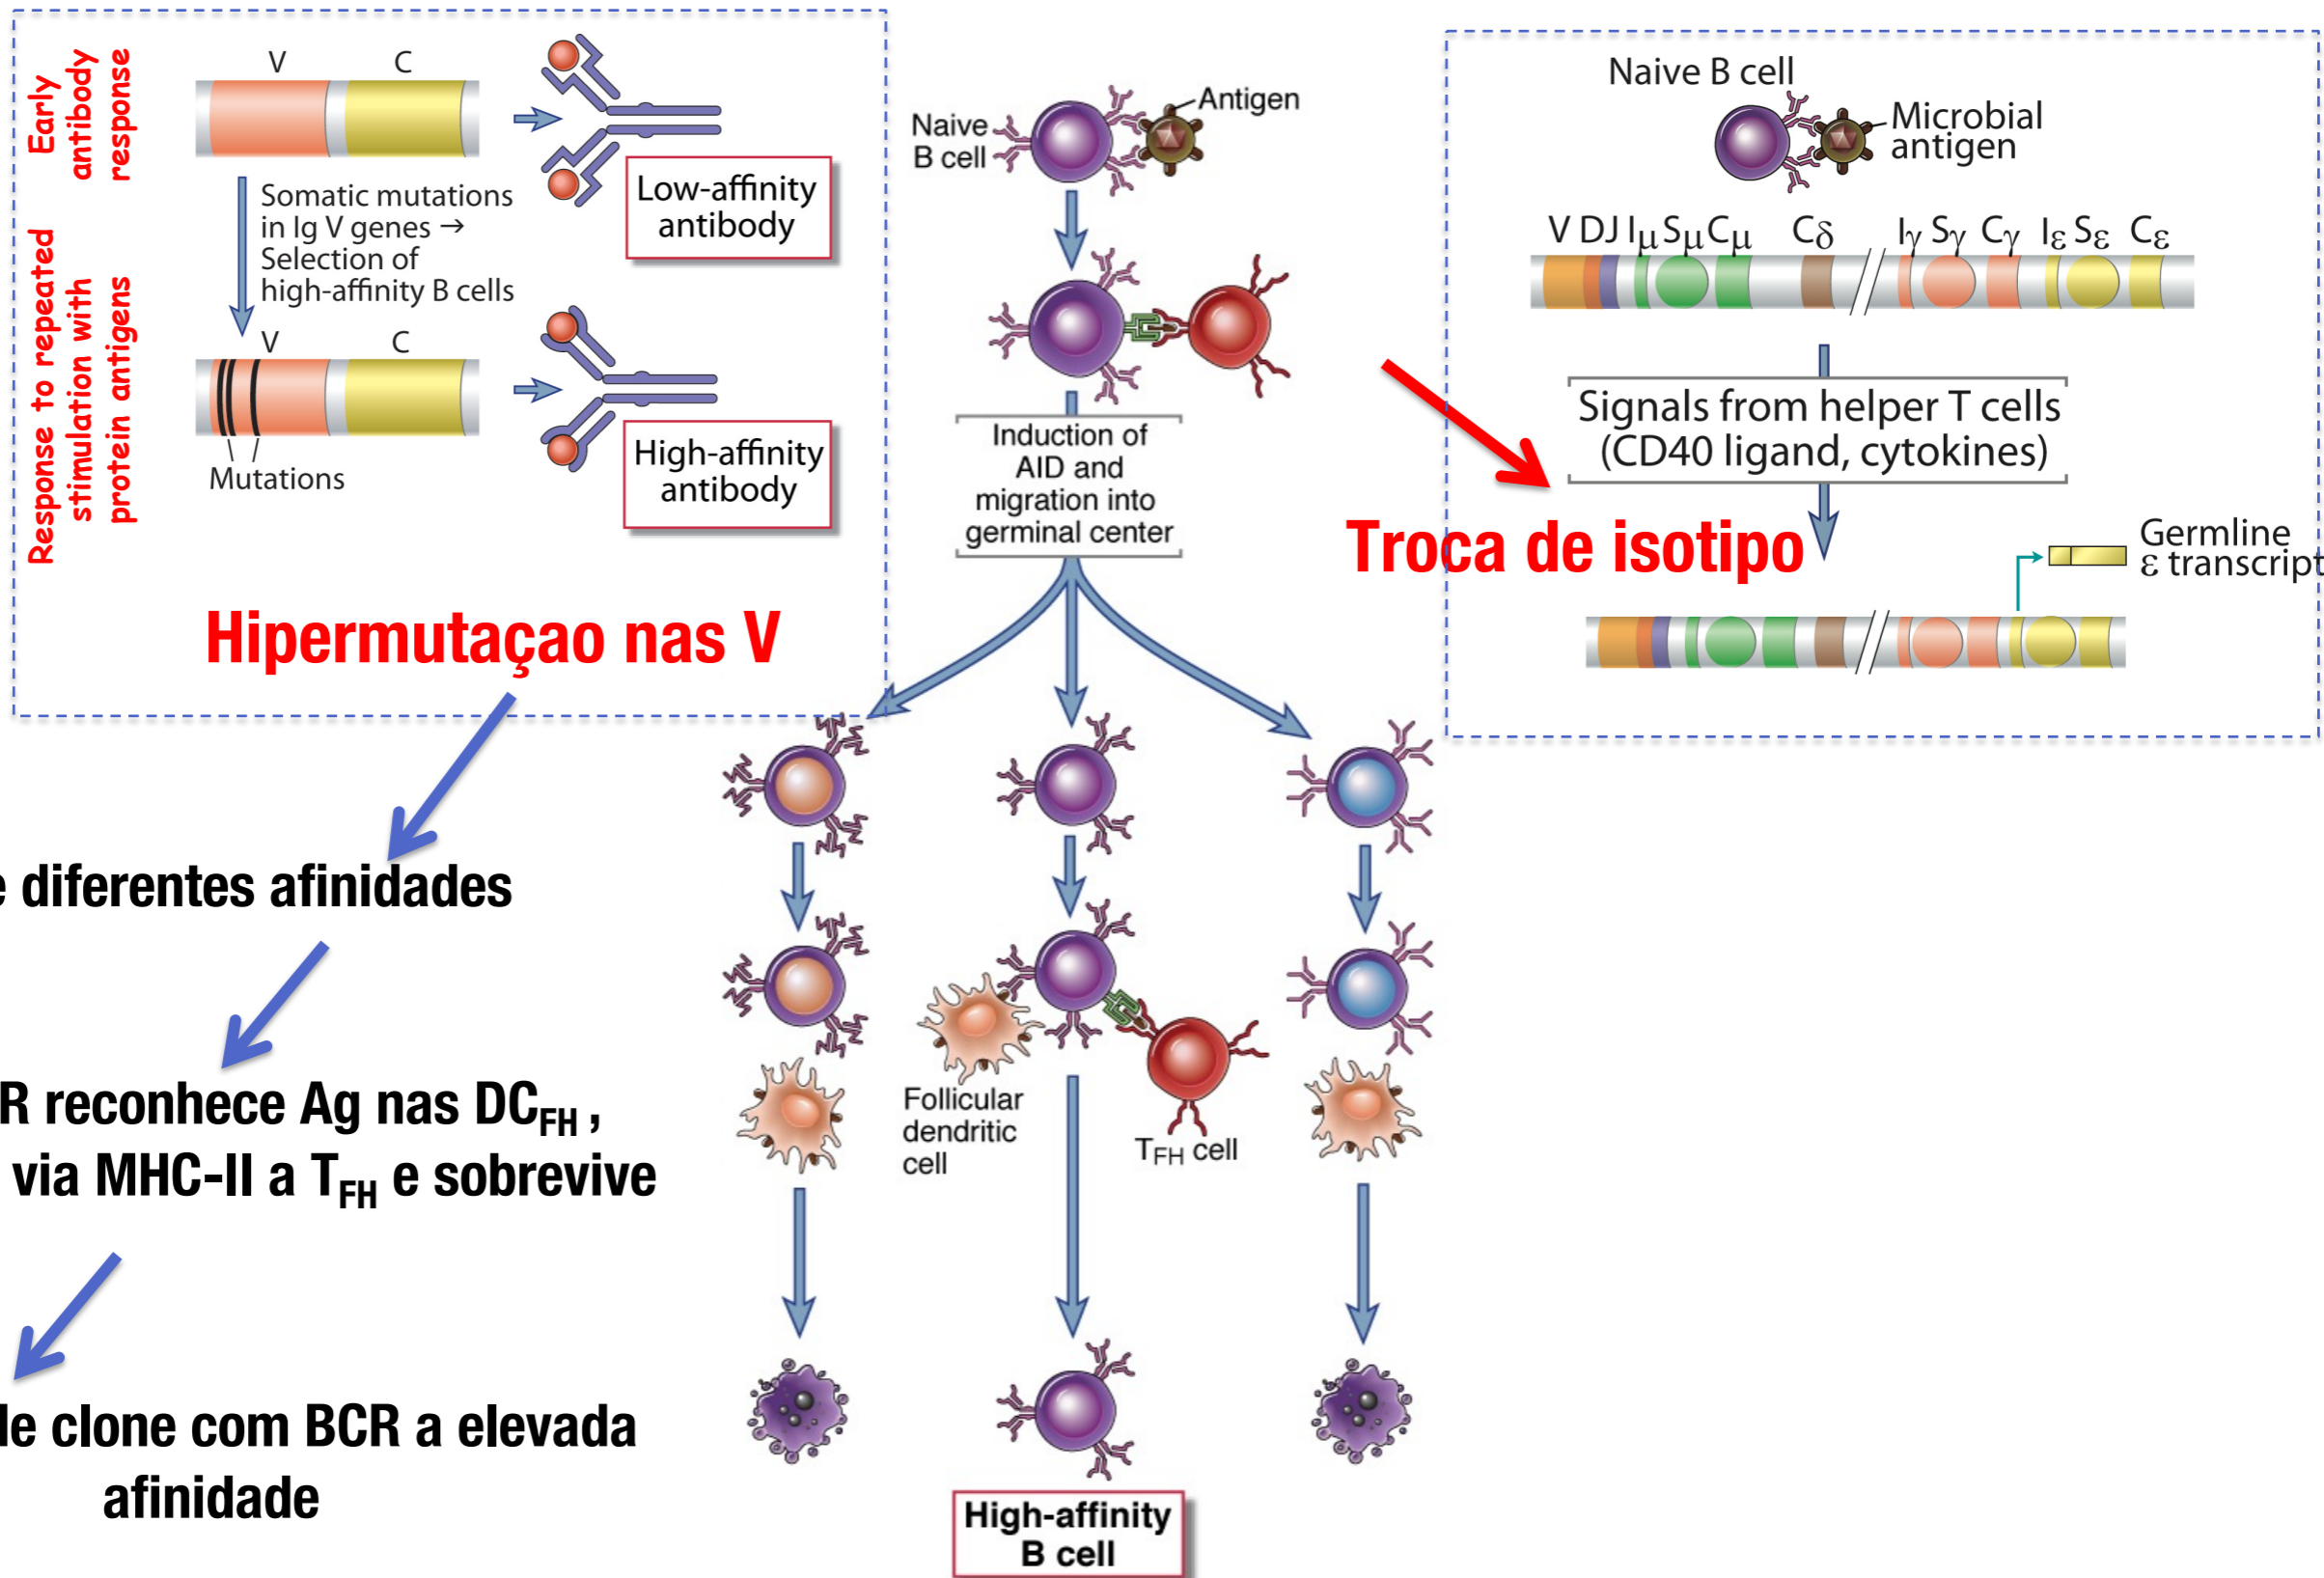 Early
antibody
response
V
C
Low-affinity
antibody
Somatic mutations
in Ig V genes →
Selection of
high-affinity B cells
Response to repeated
stimulation with
protein antigens
V
C
Mutations
High-affinity
antibody
Hipermutaçao nas V
e diferentes afinidades
R reconhece Ag nas DCFH ,
via MHC-II a TFH e sobrevive
le clone com BCR a elevada
afinidade
Naive
B cell
Antigen
Induction of
AID and
migration into
germinal center
Follicular
dendritic
cell
TFH cell
High-affinity
B cell
Naive B cell
Microbial
antigen
V DJ Iμ Sμ Cμ Cδ Iγ Sγ Cγ Iε Sε Cε
Signals from helper T cells
(CD40 ligand, cytokines)
Troca de isotipo
Germline
ε transcript